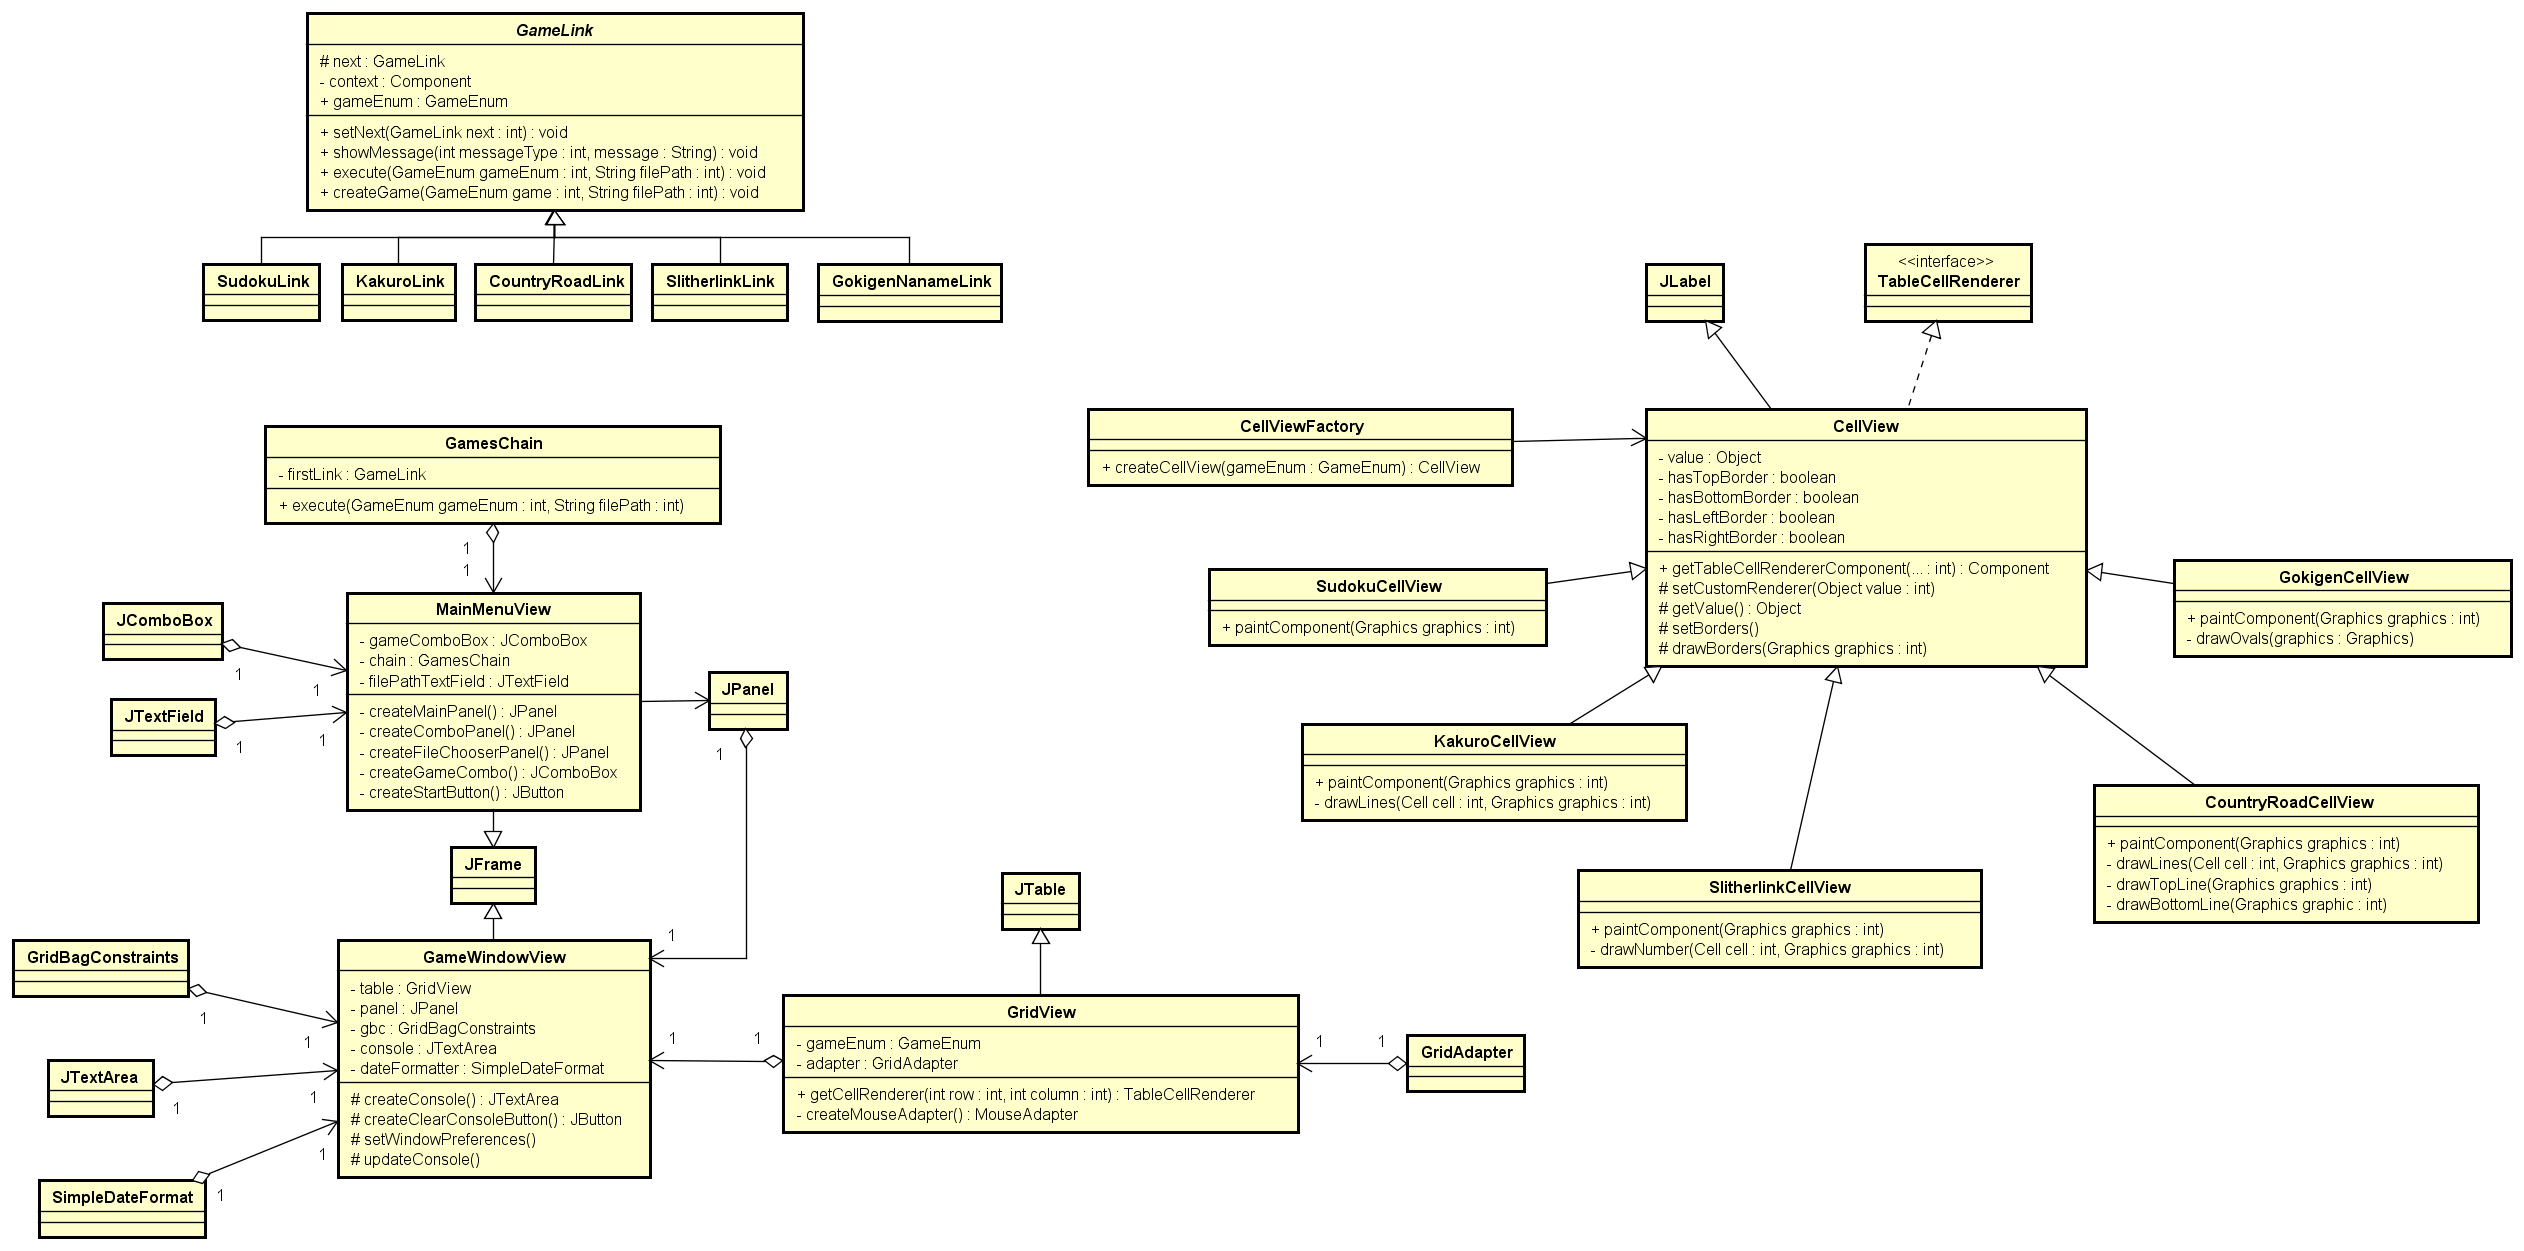 GameLink
# next : GameLink
- context : Component
+ gameEnum : GameEnum
+ setNext(GameLink next : int) : void
+ showMessage(int messageType : int, message : String) : void
+ execute(GameEnum gameEnum : int, String filePath : int) : void
+ createGame(GameEnum game : int, String filePath : int) : void
SudokuLink
KakuroLink
CountryRoadLink
SlitherlinkLink
GokigenNanameLink
JLabel
<<interface>>
TableCellRenderer
GamesChain
- firstLink : GameLink
+ execute(GameEnum gameEnum : int, String filePath : int)
1
1
CellViewFactory
+ createCellView(gameEnum : GameEnum) : CellView
CellView
- value : Object
- hasTopBorder : boolean
- hasBottomBorder : boolean
- hasLeftBorder : boolean
- hasRightBorder : boolean
+ getTableCellRendererComponent(... : int) : Component
# setCustomRenderer(Object value : int)
# getValue() : Object
# setBorders()
# drawBorders(Graphics graphics : int)
SudokuCellView
+ paintComponent(Graphics graphics : int)
GokigenCellView
+ paintComponent(Graphics graphics : int)
- drawOvals(graphics : Graphics)
JComboBox
1
1
JTextField
1
1
MainMenuView
- gameComboBox : JComboBox
- chain : GamesChain
- filePathTextField : JTextField
- createMainPanel() : JPanel
- createComboPanel() : JPanel
- createFileChooserPanel() : JPanel
- createGameCombo() : JComboBox
- createStartButton() : JButton
JPanel
1
1
KakuroCellView
+ paintComponent(Graphics graphics : int)
- drawLines(Cell cell : int, Graphics graphics : int)
CountryRoadCellView
+ paintComponent(Graphics graphics : int)
- drawLines(Cell cell : int, Graphics graphics : int)
- drawTopLine(Graphics graphics : int)
- drawBottomLine(Graphics graphic : int)
SlitherlinkCellView
+ paintComponent(Graphics graphics : int)
- drawNumber(Cell cell : int, Graphics graphics : int)
JFrame
JTable
GridBagConstraints
1
1
JTextArea
1
1
SimpleDateFormat
1
1
GameWindowView
- table : GridView
- panel : JPanel
- gbc : GridBagConstraints
- console : JTextArea
- dateFormatter : SimpleDateFormat
# createConsole() : JTextArea
# createClearConsoleButton() : JButton
# setWindowPreferences()
# updateConsole()
1
1
GridView
- gameEnum : GameEnum
- adapter : GridAdapter
+ getCellRenderer(int row : int, int column : int) : TableCellRenderer
- createMouseAdapter() : MouseAdapter
1
1
GridAdapter